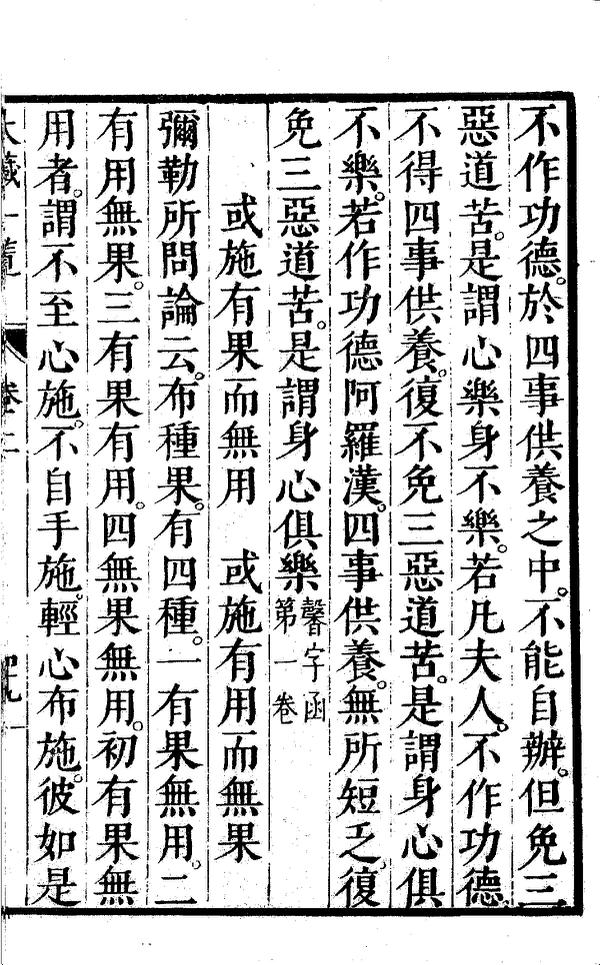 不作功德。於四事供養之中。不能自辦。但免三
惡道苦。是謂心樂身不樂。若凡夫人。不作功德。
不得四事供養。復不免三惡道苦。是謂身心俱
不樂。若作功德阿羅漢。四事供養。無所短乏。復
免三惡道苦。是謂身心俱樂
馨字函
第一卷
或施有果而無用　或施有用而無果
彌勒所問論云。布種果。有四種。一有果無用。二
有用無果。三有果有用。四無果無用。初有果無
用者。謂不至心施。不自手施。輕心布施。彼如是
大藏一覽 卷二